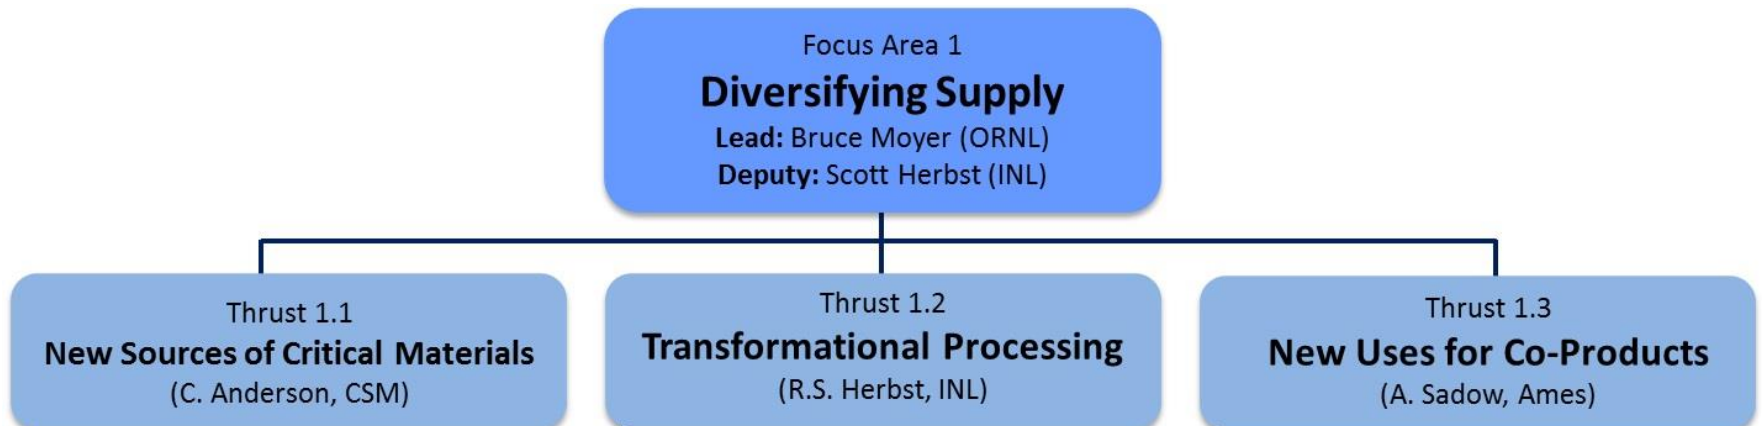 Focus Area 1
Diversifying Supply
Lead: Bruce Moyer (ORNL)
Deputy: Scott Herbst (INL)
Thrust 1.1
New Sources of Critical Materials
(C. Anderson, CSM)
Thrust 1.2
Transformational Processing
(R.S. Herbst, INL)
Thrust 1.3
New Uses for Co-Products
(A. Sadow, Ames)